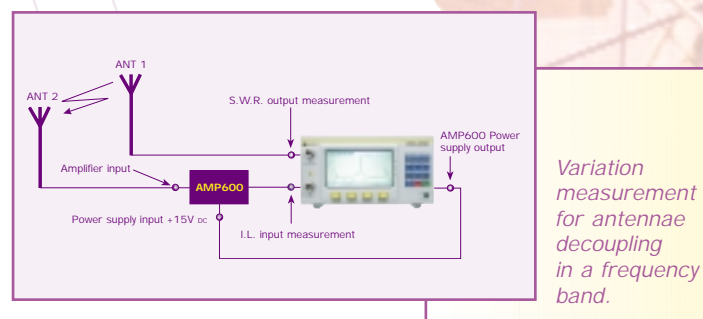 ANT 1
ANT 2
S.W.R. output measurement
AMP600 Power
supply output
Amplifier input
AMP600
Power supply input +15V DC
I.L. input measurement
Variation
measurement
for antennae
decoupling
in a frequency
band.